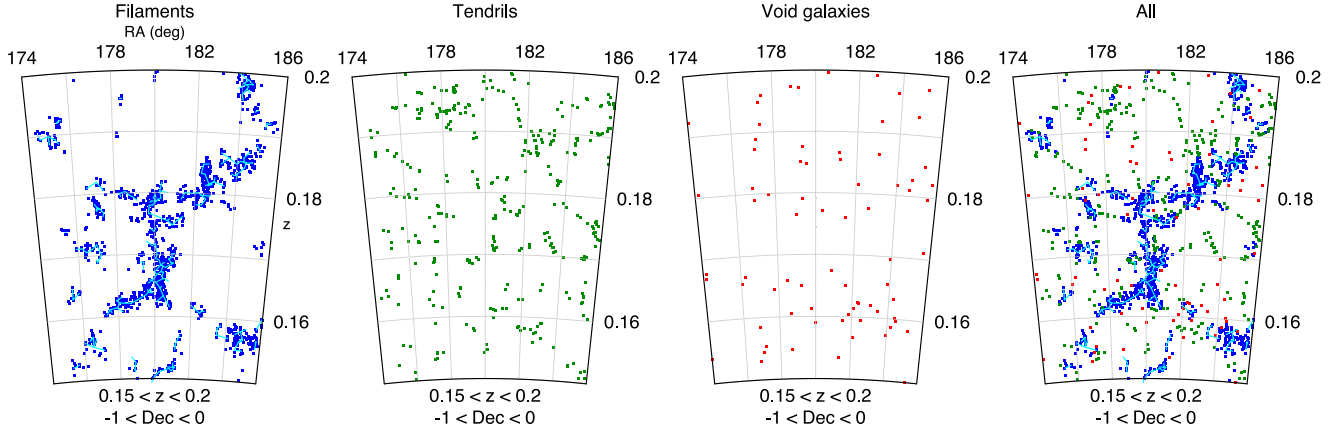 Filaments
RA (deg)
174 178 182 186
0.2
0.18
z
0.16
0.15 < z < 0.2
-1 < Dec < 0
Tendrils
174 178 182 186
0.2
0.18
0.16
0.15 < z < 0.2
-1 < Dec < 0
Void galaxies
174 178 182 186
0.2
0.18
0.16
0.15 < z < 0.2
-1 < Dec < 0
All
174 178 182 186
0.2
0.18
0.16
0.15 < z < 0.2
-1 < Dec < 0